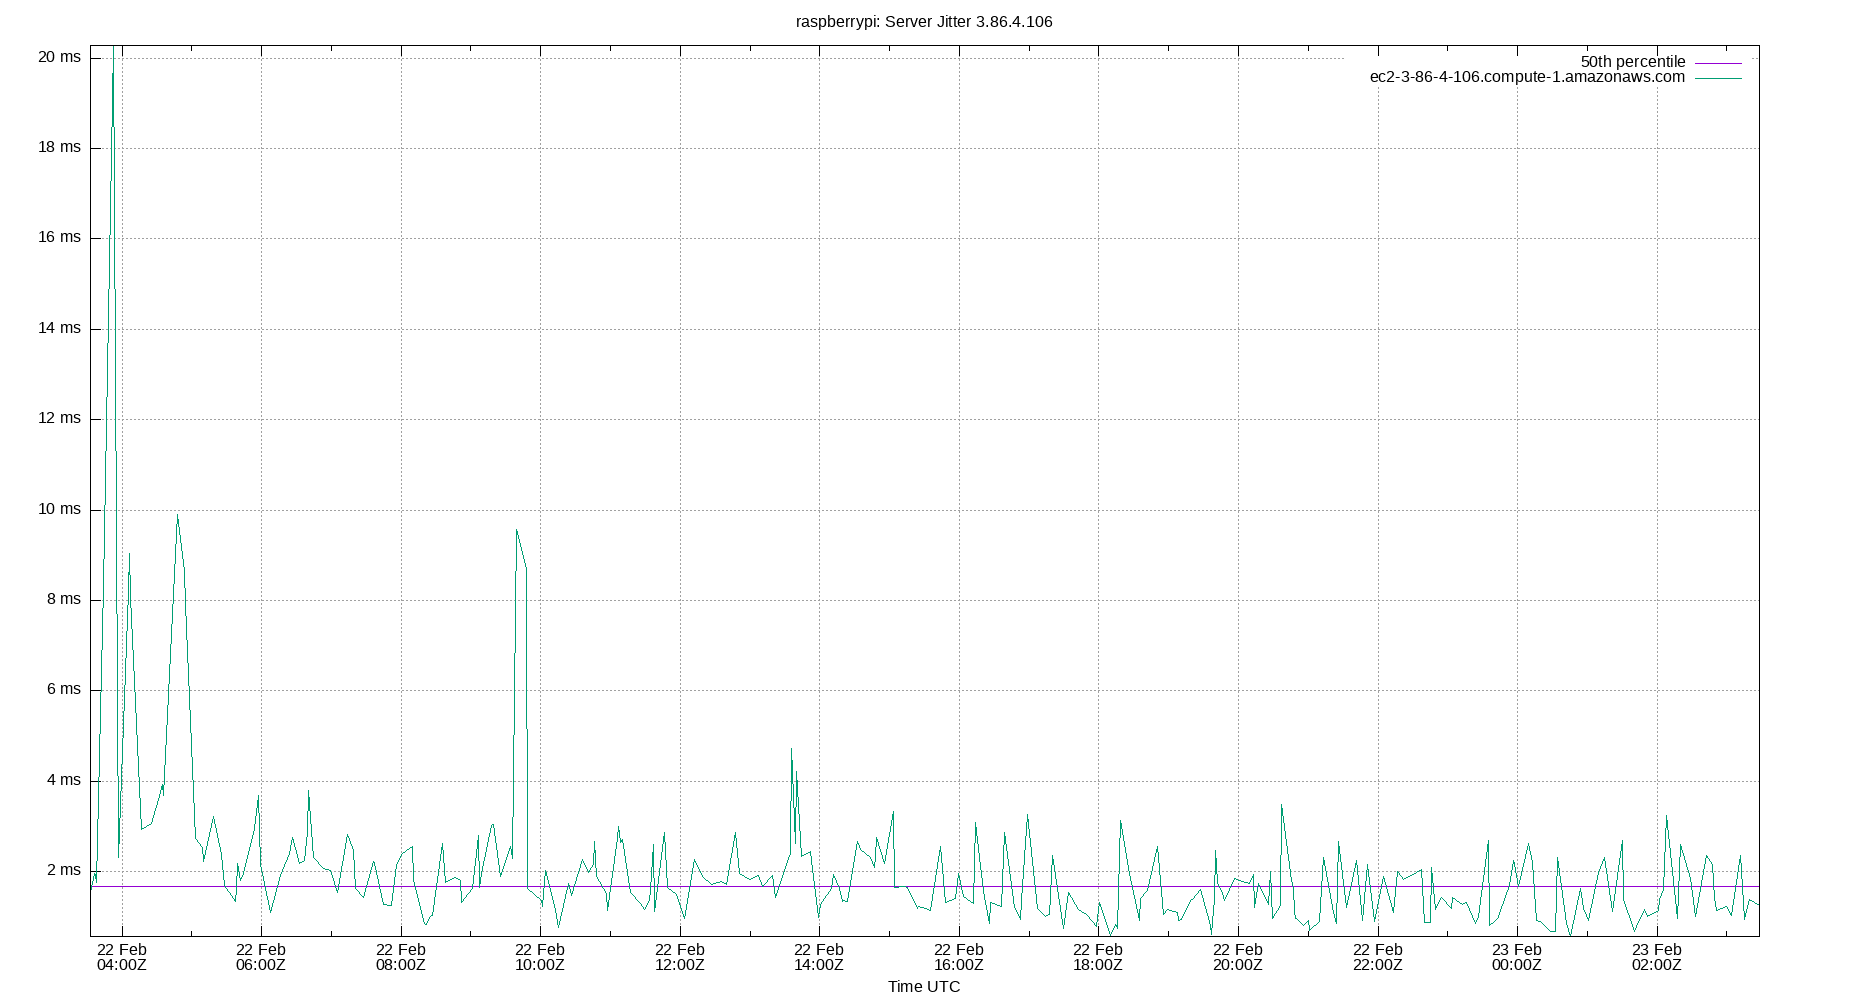 raspberrypi: Server Jitter 3.86.4.106
20 ms
18 ms
16 ms
14 ms
12 ms
10 ms
8 ms
6 ms
4 ms
2 ms
50th percentile
ec2-3-86-4-106.compute-1.amazonaws.com
22 Feb 22 Feb 22 Feb 22 Feb 22 Feb 22 Feb 22 Feb 22 Feb 22 Feb 22 Feb 23 Feb 23 Feb
04:00Z 06:00Z 08:00Z 10:00Z 12:00Z 14:00Z 16:00Z 18:00Z 20:00Z 22:00Z 00:00Z 02:00Z
Time UTC